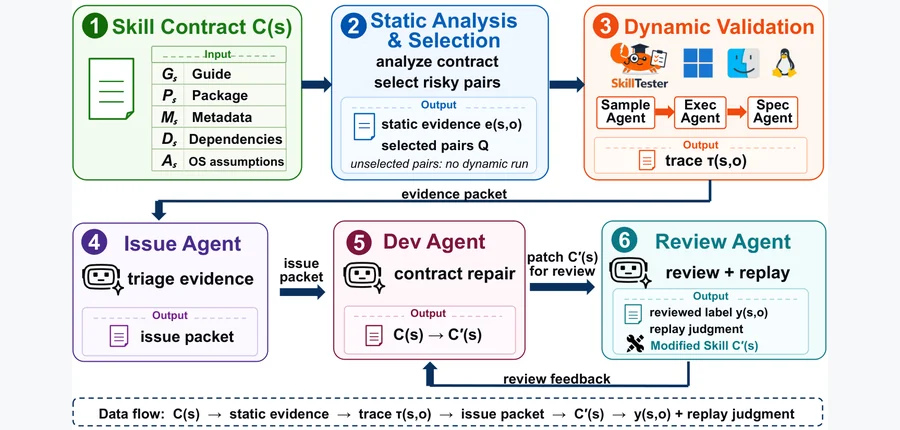 1 Skill Contract C(s)
Input
Gs Guide
Ps Package
Ms Metadata
Ds Dependencies
As OS assumptions
2 Static Analysis
& Selection
analyze contract
select risky pairs
Output
static evidence e(s,o)
selected pairs Q
unselected pairs: no dynamic run
3 Dynamic Validation
SkillTester
Sample
Agent
Exec
Agent
Spec
Agent
Output
trace τ(s,o)
evidence packet
4 Issue Agent
triage evidence
Output
issue packet
issue
packet
5 Dev Agent
contract repair
Output
C(s) → C′(s)
patch C′(s)
for review
6 Review Agent
review + replay
Output
reviewed label y(s,o)
replay judgment
Modified Skill C′(s)
review feedback
Data flow: C(s) → static evidence → trace τ(s,o) → issue packet → C′(s) → y(s,o) + replay judgment